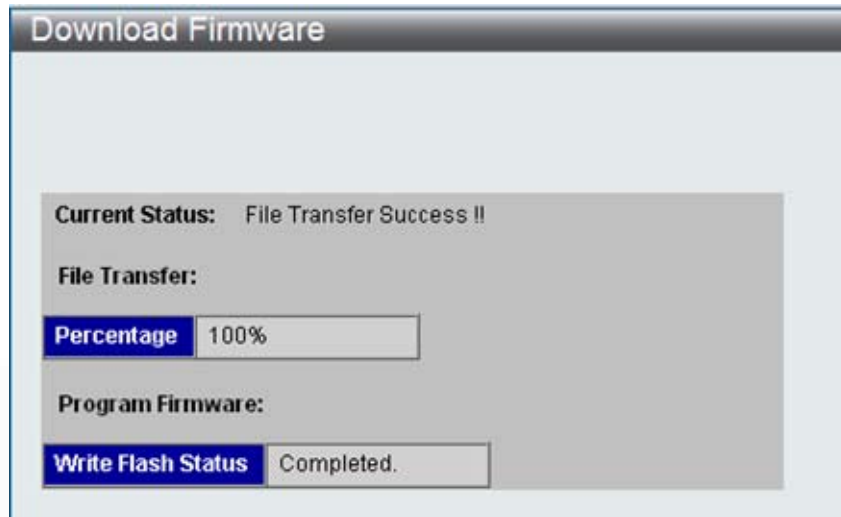 Download Firmware
Current Status: File Transfer Success !!
File Transfer:
Percentage 100%
Program Firmware:
Write Flash Status Completed.